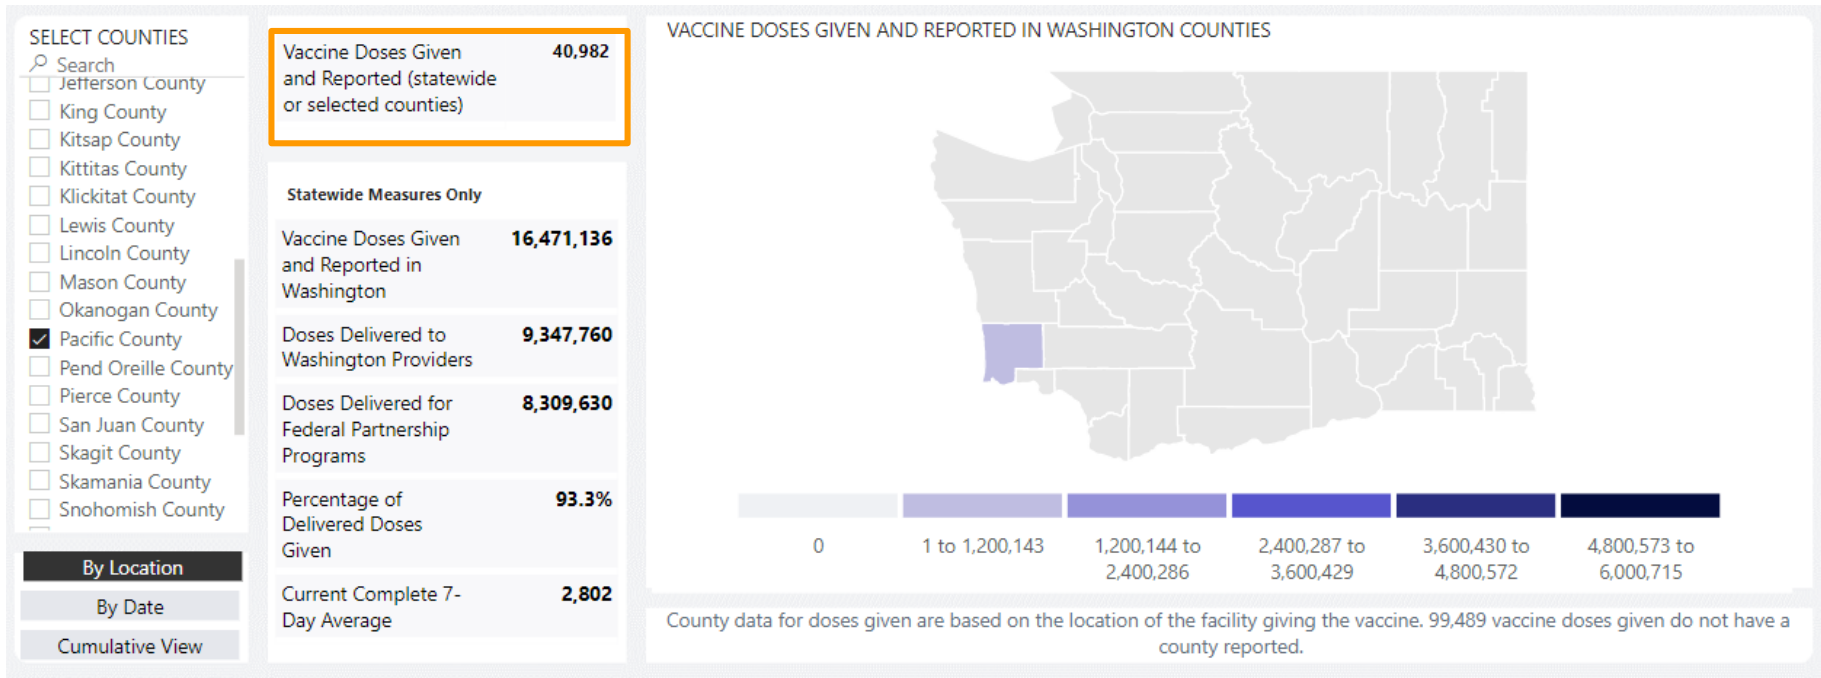 SELECT COUNTIES
Search
Jefferson County
King County
Kitsap County
Kittitas County
Klickitat County
Lewis County
Lincoln County
Mason County
Okanogan County
Pacific County
Pend Oreille County
Pierce County
San Juan County
Skagit County
Skamania County
Snohomish County
By Location
By Date
Cumulative View
Vaccine Doses Given 40,982
and Reported (statewide
or selected counties)
Statewide Measures Only
Vaccine Doses Given 16,471,136
and Reported in
Washington
Doses Delivered to 9,347,760
Washington Providers
Doses Delivered for 8,309,630
Federal Partnership
Programs
Percentage of 93.3%
Delivered Doses
Given
Current Complete 7- 2,802
Day Average
VACCINE DOSES GIVEN AND REPORTED IN WASHINGTON COUNTIES
0 1 to 1,200,143 1,200,144 to 2,400,287 to 3,600,430 to 4,800,573 to
2,400,286 3,600,429 4,800,572 6,000,715
County data for doses given are based on the location of the facility giving the vaccine. 99,489 vaccine doses given do not have a
county reported.